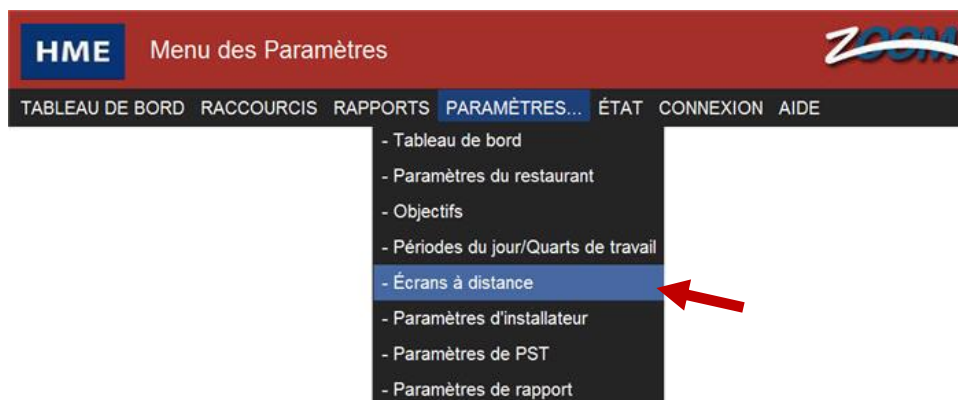 HME Menu des Paramètres ZOOM
TABLEAU DE BORD RACCOURCIS RAPPORTS PARAMÈTRES... ÉTAT CONNEXION AIDE
- Tableau de bord
- Paramètres du restaurant
- Objectifs
- Périodes du jour/Quarts de travail
- Écrans à distance
- Paramètres d'installateur
- Paramètres de PST
- Paramètres de rapport